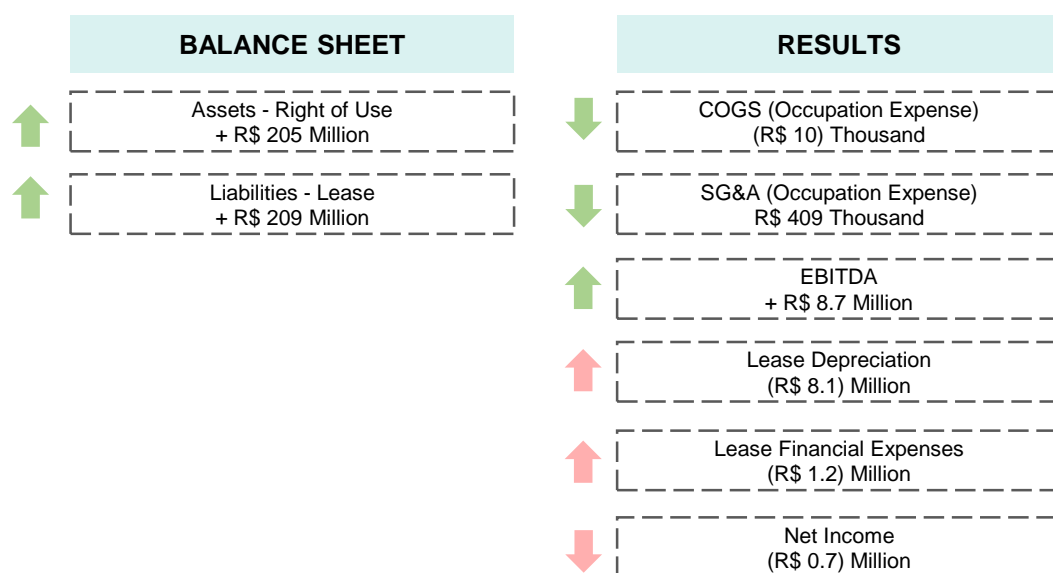 BALANCE SHEET
Assets - Right of Use
+ R$ 205 Million
Liabilities - Lease
+ R$ 209 Million
RESULTS
COGS (Occupation Expense)
(R$ 10) Thousand
SG&A (Occupation Expense)
R$ 409 Thousand
EBITDA
+ R$ 8.7 Million
Lease Depreciation
(R$ 8.1) Million
Lease Financial Expenses
(R$ 1.2) Million
Net Income
(R$ 0.7) Million